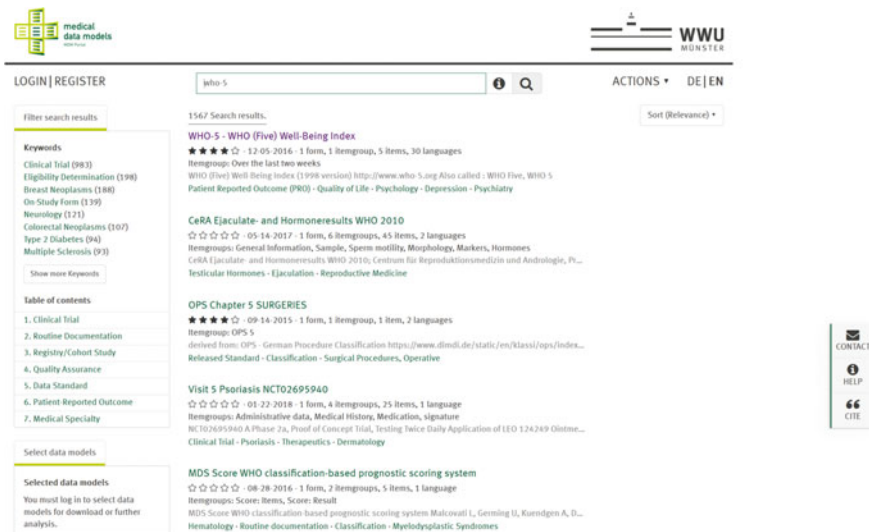 medical
data models
MDM Portal
WWU
MÜNSTER
LOGIN | REGISTER
who-5
ACTIONS
DE | EN
Filter search results
1567 Search results.
Sort (Relevance)
Keywords
Clinical Trial (983)
Eligibility Determination (198)
Breast Neoplasms (188)
On-Study Form (139)
Neurology (121)
Colorectal Neoplasms (107)
Type 2 Diabetes (94)
Multiple Sclerosis (93)
Show more Keywords
Table of contents
1. Clinical Trial
2. Routine Documentation
3. Registry/Cohort Study
4. Quality Assurance
5. Data Standard
6. Patient-Reported Outcome
7. Medical Specialty
Select data models
Selected data models
You must log in to select data
models for download or further
analysis.
WHO-5 - WHO (Five) Well-Being Index
★★★★☆ - 12-05-2016 - 1 form, 1 itemgroup, 5 items, 30 languages
Itemgroup: Over the last two weeks
WHO (Five) Well-Being Index (1998 version) http://www.who-5.org Also called : WHO Five, WHO 5
Patient Reported Outcome (PRO) - Quality of Life - Psychology - Depression - Psychiatry
CeRA Ejaculate- and Hormoneresults WHO 2010
☆☆☆☆☆ - 05-14-2017 - 1 form, 6 itemgroups, 45 items, 2 languages
Itemgroups: General Information, Sample, Sperm motility, Morphology, Markers, Hormones
CeRA Ejaculate- and Hormoneresults WHO 2010; Centrum für Reproduktionsmedizin und Andrologie, Pr...
Testicular Hormones - Ejaculation - Reproductive Medicine
OPS Chapter 5 SURGERIES
★★★★☆ - 09-14-2015 - 1 form, 1 itemgroup, 1 item, 2 languages
Itemgroup: OPS 5
derived from: OPS - German Procedure Classification https://www.dimdi.de/static/en/klassi/ops/index...
Released Standard - Classification - Surgical Procedures, Operative
Visit 5 Psoriasis NCT02695940
☆☆☆☆☆ - 01-22-2018 - 1 form, 4 itemgroups, 25 items, 1 language
Itemgroups: Administrative data, Medical History, Medication, signature
NCT02695940 A Phase 2a, Proof of Concept Trial, Testing Twice Daily Application of LEO 124249 Ointme...
Clinical Trial - Psoriasis - Therapeutics - Dermatology
MDS Score WHO classification-based prognostic scoring system
☆☆☆☆☆ - 08-28-2016 - 1 form, 2 itemgroups, 5 items, 1 language
Itemgroups: Score: Items, Score: Result
MDS Score WHO classification-based prognostic scoring system Malcovati L, Germing U, Kuendgen A, D...
Hematology - Routine documentation - Classification - Myelodysplastic Syndromes
CONTACT
HELP
CITE